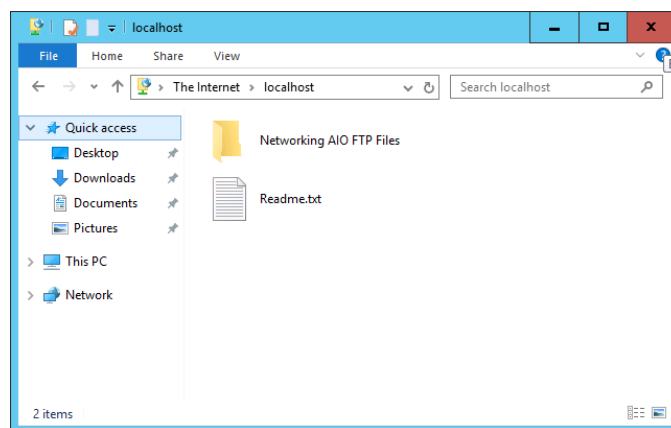 localhost
File Home Share View
The Internet localhost
Search localhost
Quick access
Desktop
Downloads
Documents
Pictures
This PC
Network
Networking AIO FTP Files
Readme.txt
2 items